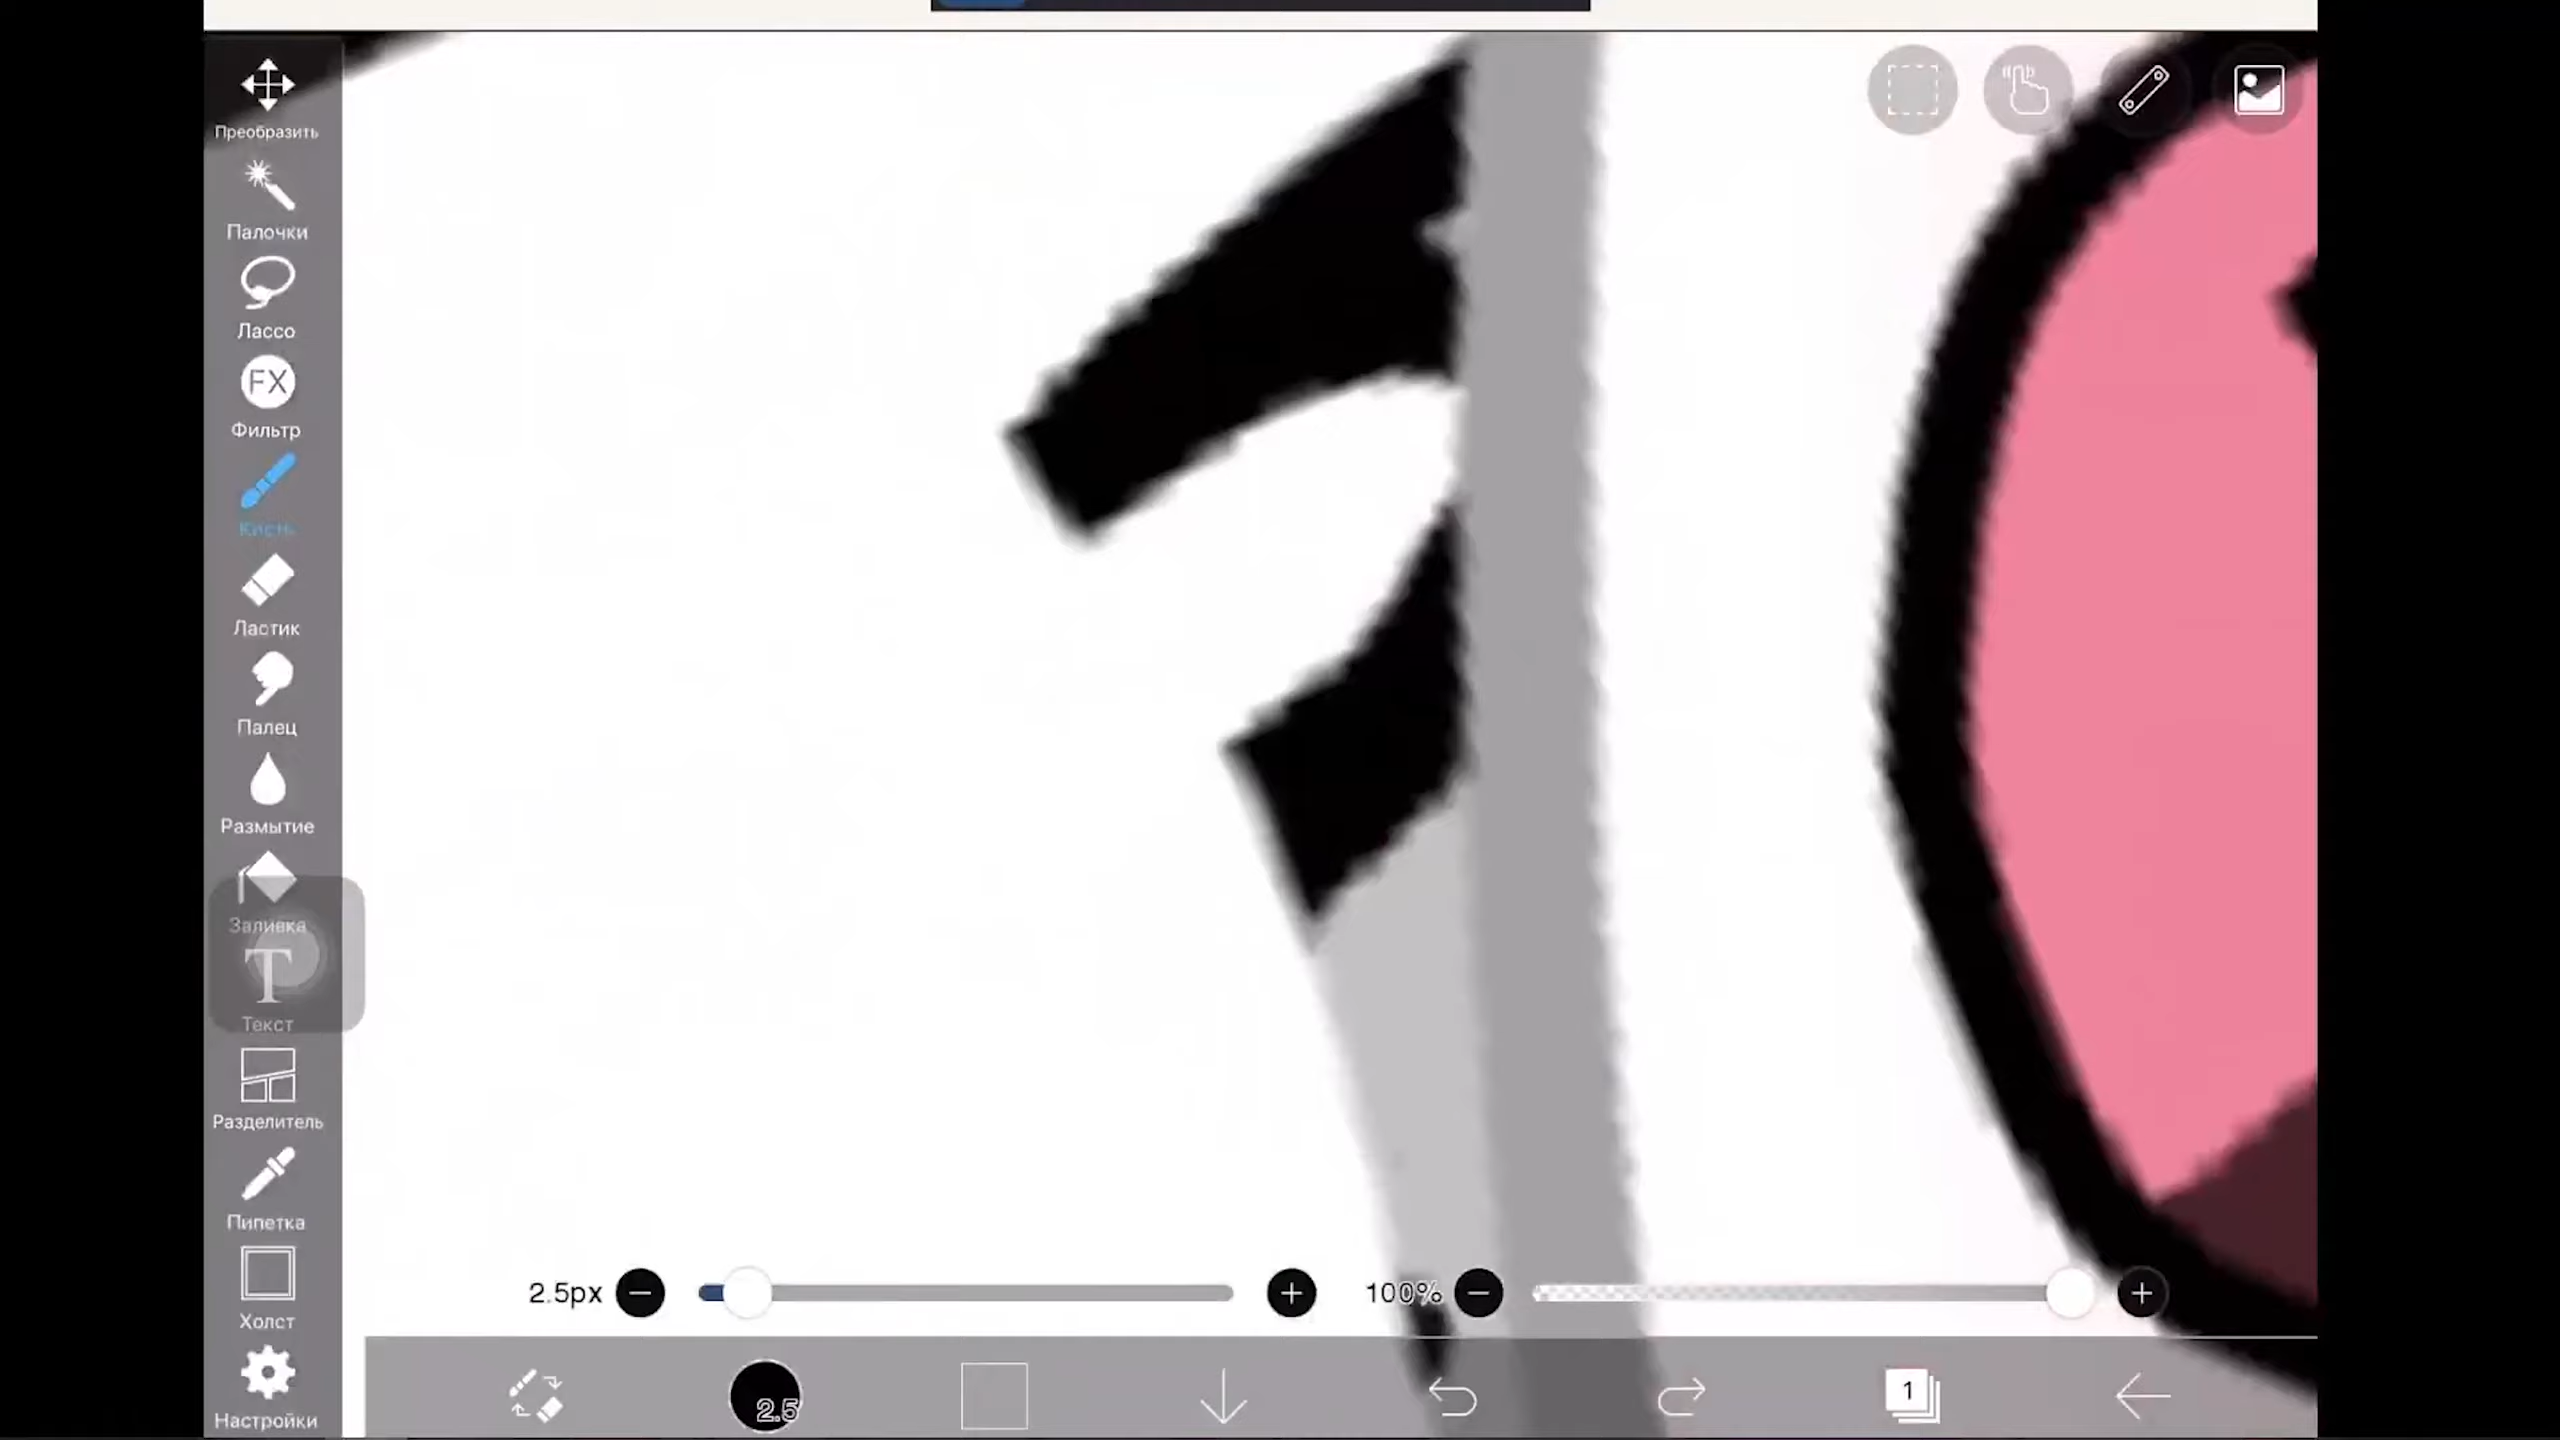 Преобразить
Палочки
Лассо
FX
Фильтр
Кисть
Ластик
Палец
Размытие
Заливка
T
Текст
Разделитель
Пипетка
Холст
Настройки
2.5px
100%
2.5
1